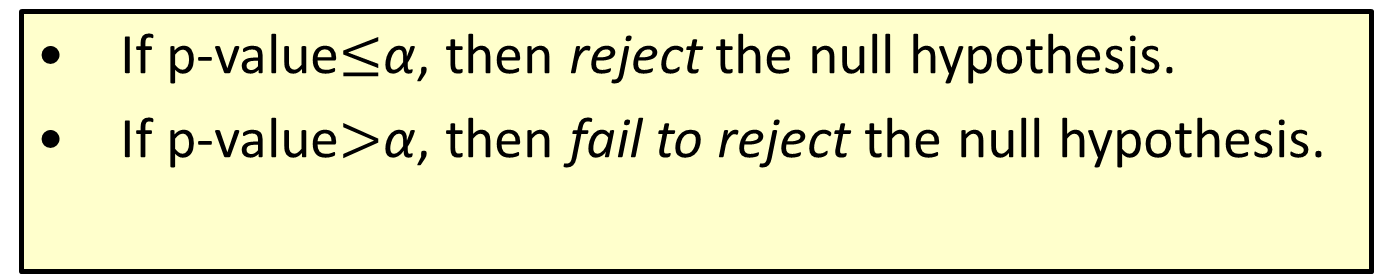 • If p-value≤α, then reject the null hypothesis.
• If p-value>α, then fail to reject the null hypothesis.